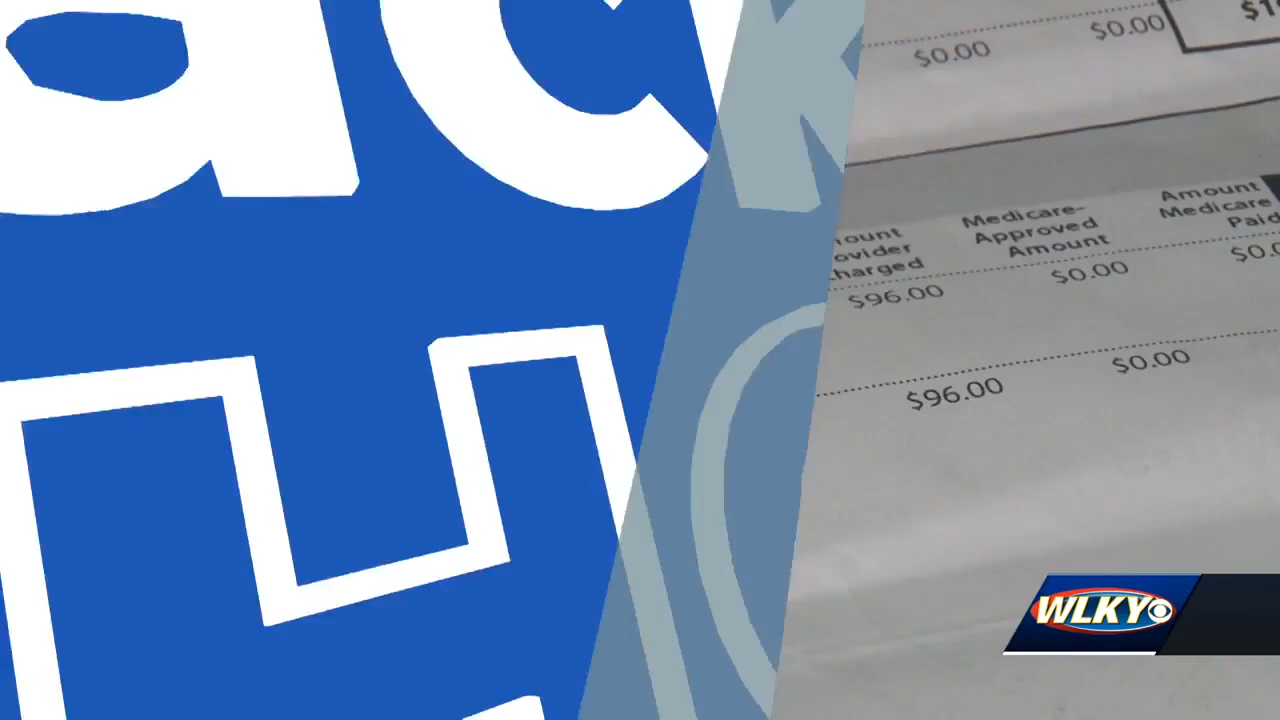 ack
$0.00
$0.00
Medicare-
Approved
Amount
Amount
Medicare
Paid
$96.00
$0.00
$96.00
$0.00
WLKY